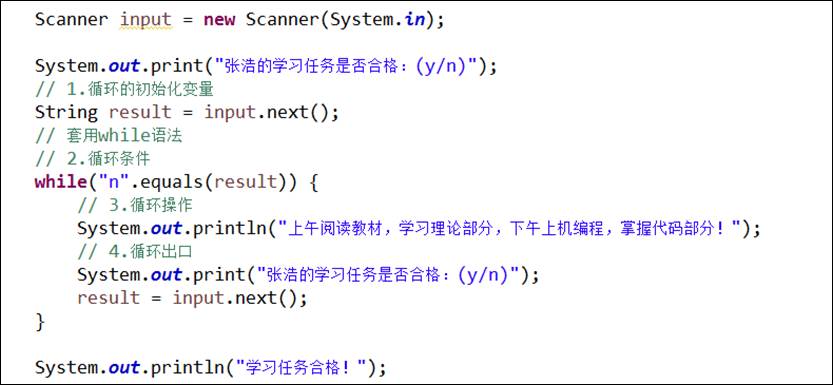 Scanner input = new Scanner(System.in);
System.out.print("张浩的学习任务是否合格：(y/n)");
// 1.循环的初始化变量
String result = input.next();
// 套用while语法
// 2.循环条件
while("n".equals(result)) {
// 3.循环操作
System.out.println("上午阅读教材，学习理论部分，下午上机编程，掌握代码部分！");
// 4.循环出口
System.out.print("张浩的学习任务是否合格：(y/n)");
result = input.next();
}
System.out.println("学习任务合格！");